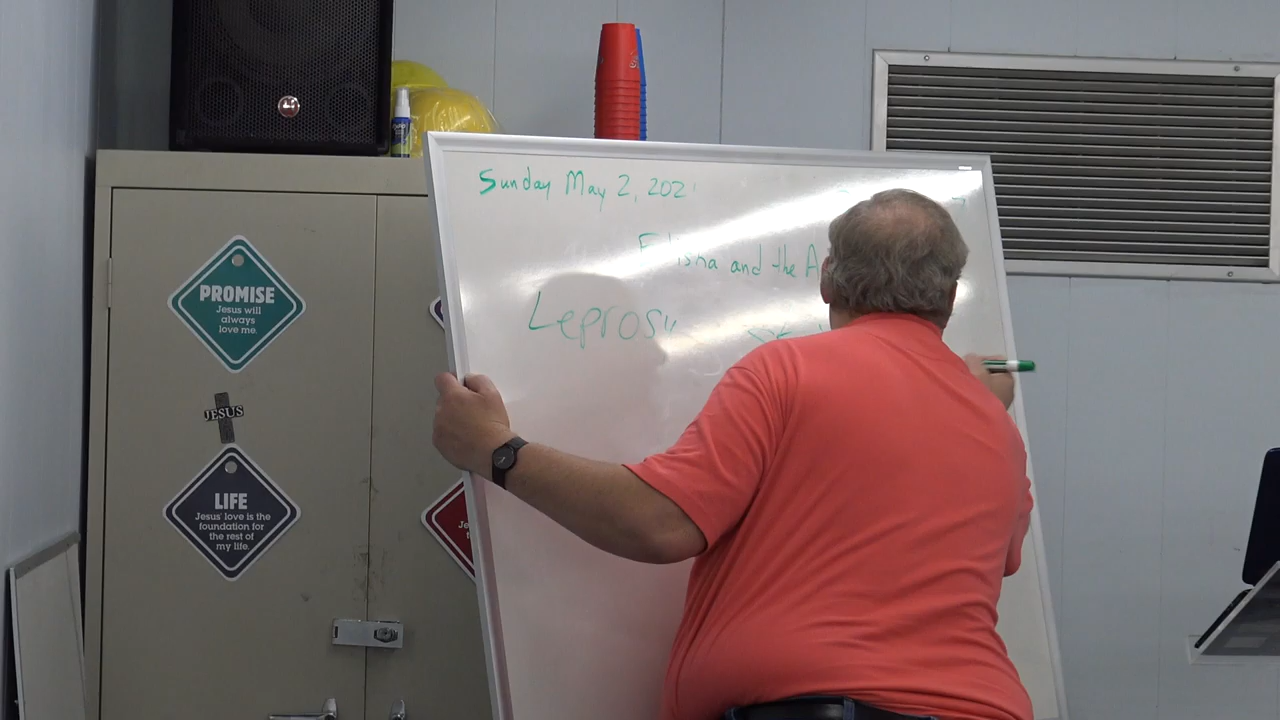 Sunday May 2, 202
Elisha and the A
Leprosy
PROMISE
Jesus will
always
love me.
JESUS
LIFE
Jesus' love is the
foundation for
the rest of
my life.
Je